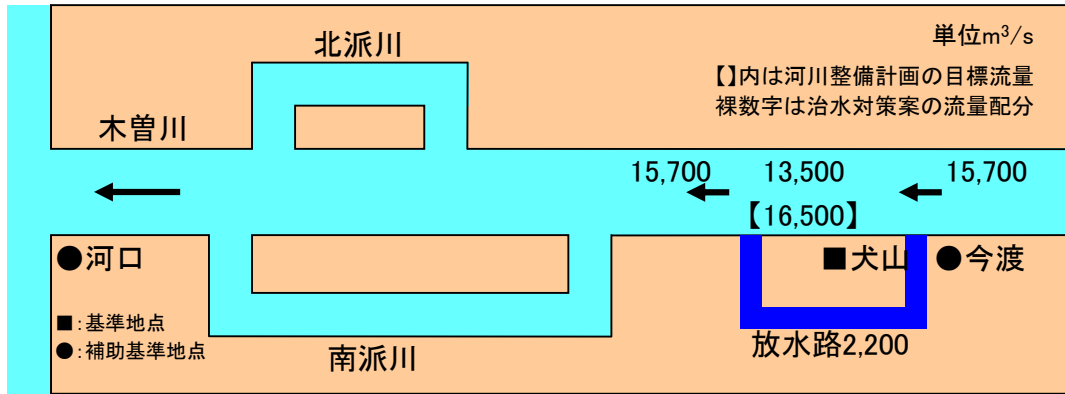 単位m³/s
北派川
【】内は河川整備計画の目標流量
裸数字は治水対策案の流量配分
木曽川
15,700 13,500 15,700
【16,500】
●河口 ■犬山 ●今渡
■:基準地点
放水路2,200
●:補助基準地点
南派川